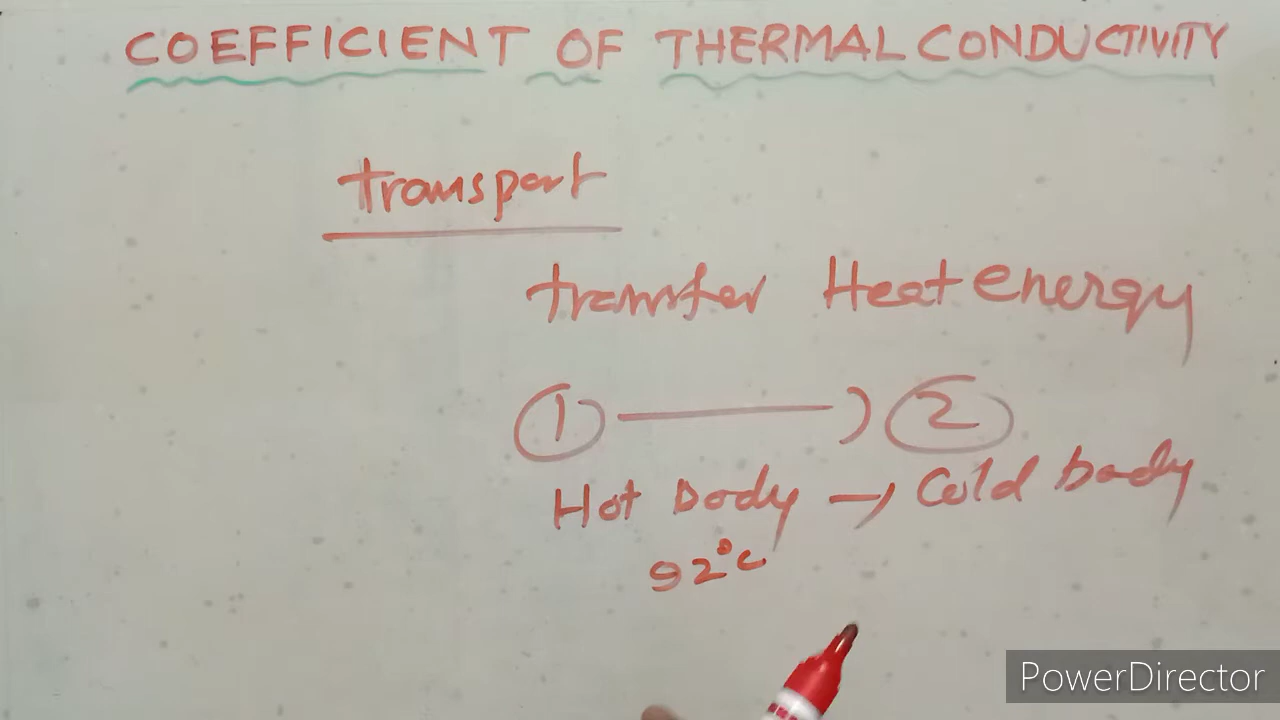 COEFFICIENT OF THERMAL CONDUCTIVITY
transport
transfer Heat energy
1 → 2
Hot body → Cold body
92°C
PowerDirector